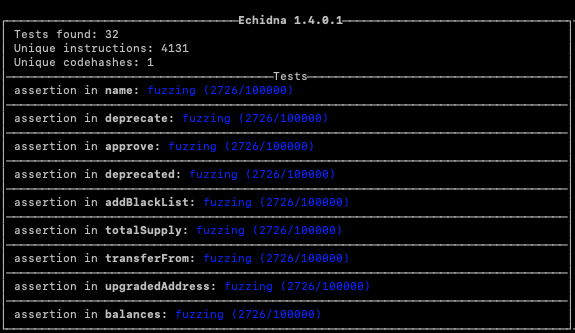 Echidna 1.4.0.1
Tests found: 32
Unique instructions: 4131
Unique codehashes: 1
Tests
assertion in name: fuzzing (2726/100000)
assertion in deprecate: fuzzing (2726/100000)
assertion in approve: fuzzing (2726/100000)
assertion in deprecated: fuzzing (2726/100000)
assertion in addBlackList: fuzzing (2726/100000)
assertion in totalSupply: fuzzing (2726/100000)
assertion in transferFrom: fuzzing (2726/100000)
assertion in upgradedAddress: fuzzing (2726/100000)
assertion in balances: fuzzing (2726/100000)